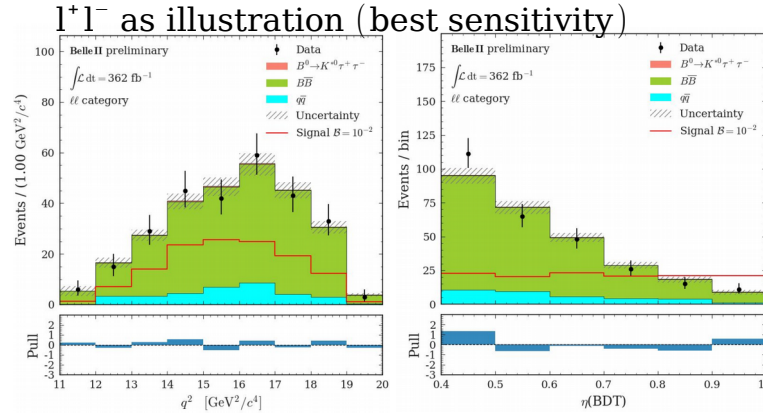 l⁺l⁻ as illustration (best sensitivity)
Belle II preliminary
∫ℒ dt = 362 fb⁻¹
ℓℓ category
Data
B⁰→K*⁰τ⁺τ⁻
BB̅
qq̅
Uncertainty
Signal ℬ = 10⁻²
Events / (1.00 GeV²/c⁴)
100
80
60
40
20
0
Pull
2
1
0
-1
-2
-3
11 12 13 14 15 16 17 18 19 20
q² [GeV²/c⁴]
Belle II preliminary
∫ℒ dt = 362 fb⁻¹
ℓℓ category
Data
B⁰→K*⁰τ⁺τ⁻
BB̅
qq̅
Uncertainty
Signal ℬ = 10⁻²
Events / bin
175
150
125
100
75
50
25
0
Pull
2
1
0
-1
-2
-3
0.4 0.5 0.6 0.7 0.8 0.9
η(BDT)